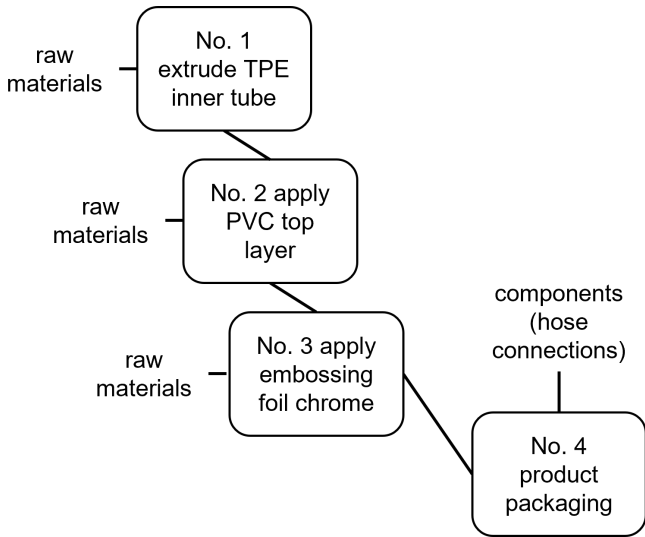 No. 1
extrude TPE
inner tube
raw
materials
No. 2 apply
PVC top
layer
raw
materials
No. 3 apply
embossing
foil chrome
raw
materials
components
(hose
connections)
No. 4
product
packaging